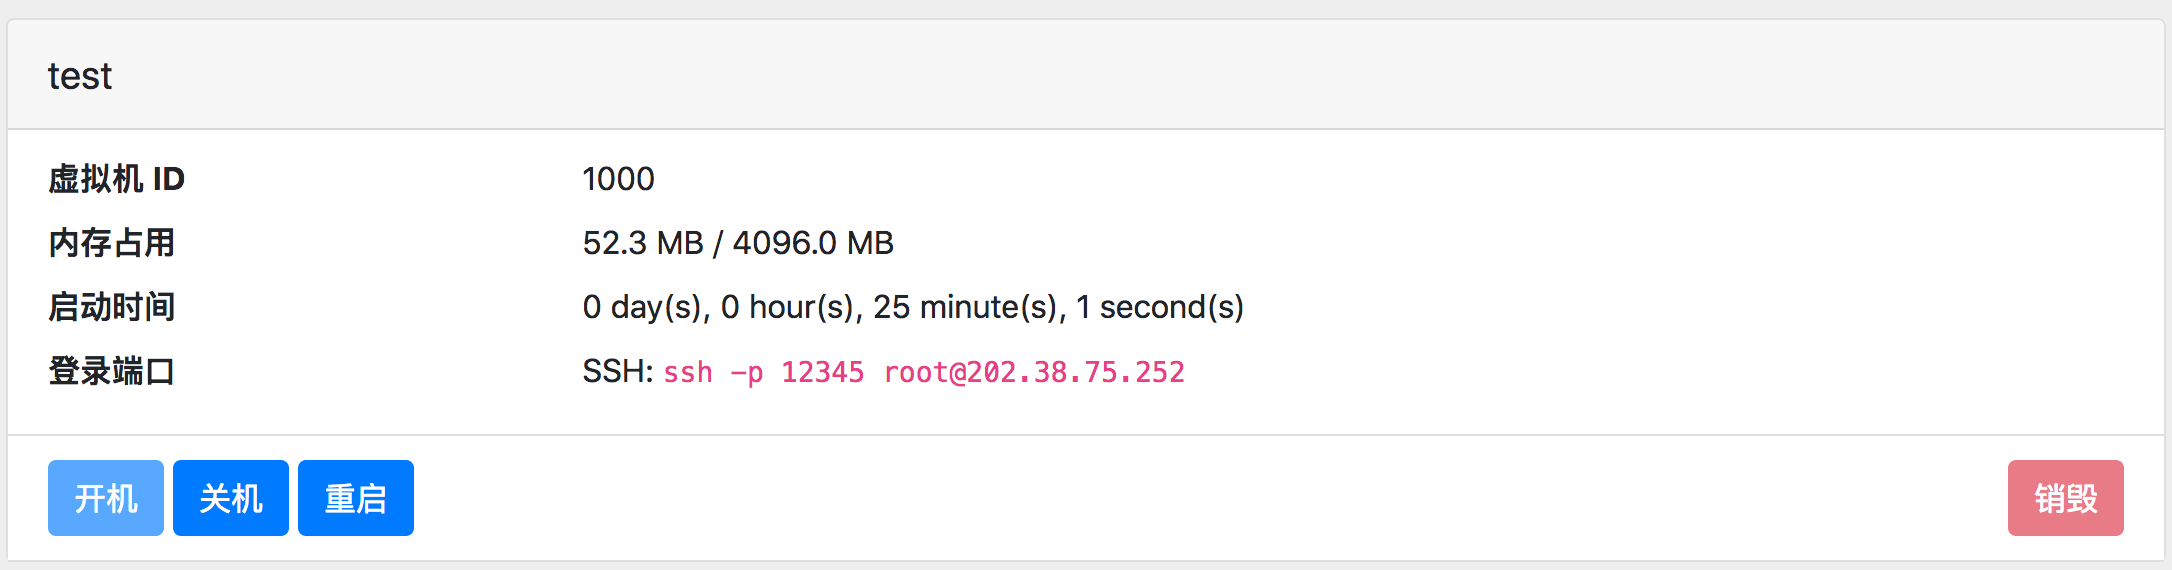 test
虚拟机 ID 1000
内存占用 52.3 MB / 4096.0 MB
启动时间 0 day(s), 0 hour(s), 25 minute(s), 1 second(s)
登录端口 SSH: ssh -p 12345 root@202.38.75.252
开机 关机 重启 销毁